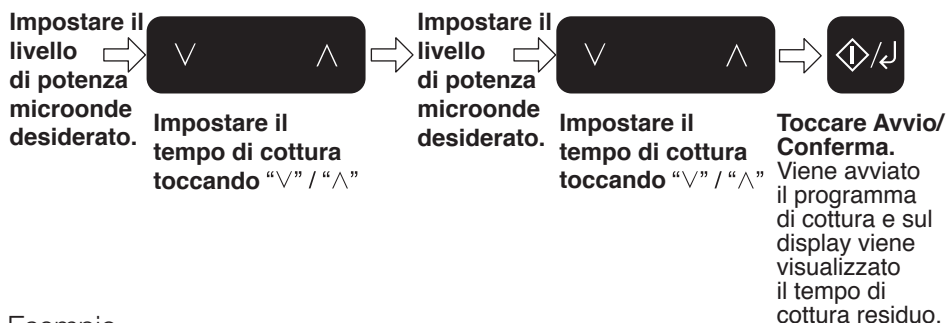 Impostare il
livello
di potenza
microonde
desiderato.
∨ ∧
Impostare il
tempo di cottura
toccando “∨” / “∧”
Impostare il
livello
di potenza
microonde
desiderato.
∨ ∧
Impostare il
tempo di cottura
toccando “∨” / “∧”
Toccare Avvio/
Conferma.
Viene avviato
il programma
di cottura e sul
display viene
visualizzato
il tempo di
cottura residuo.